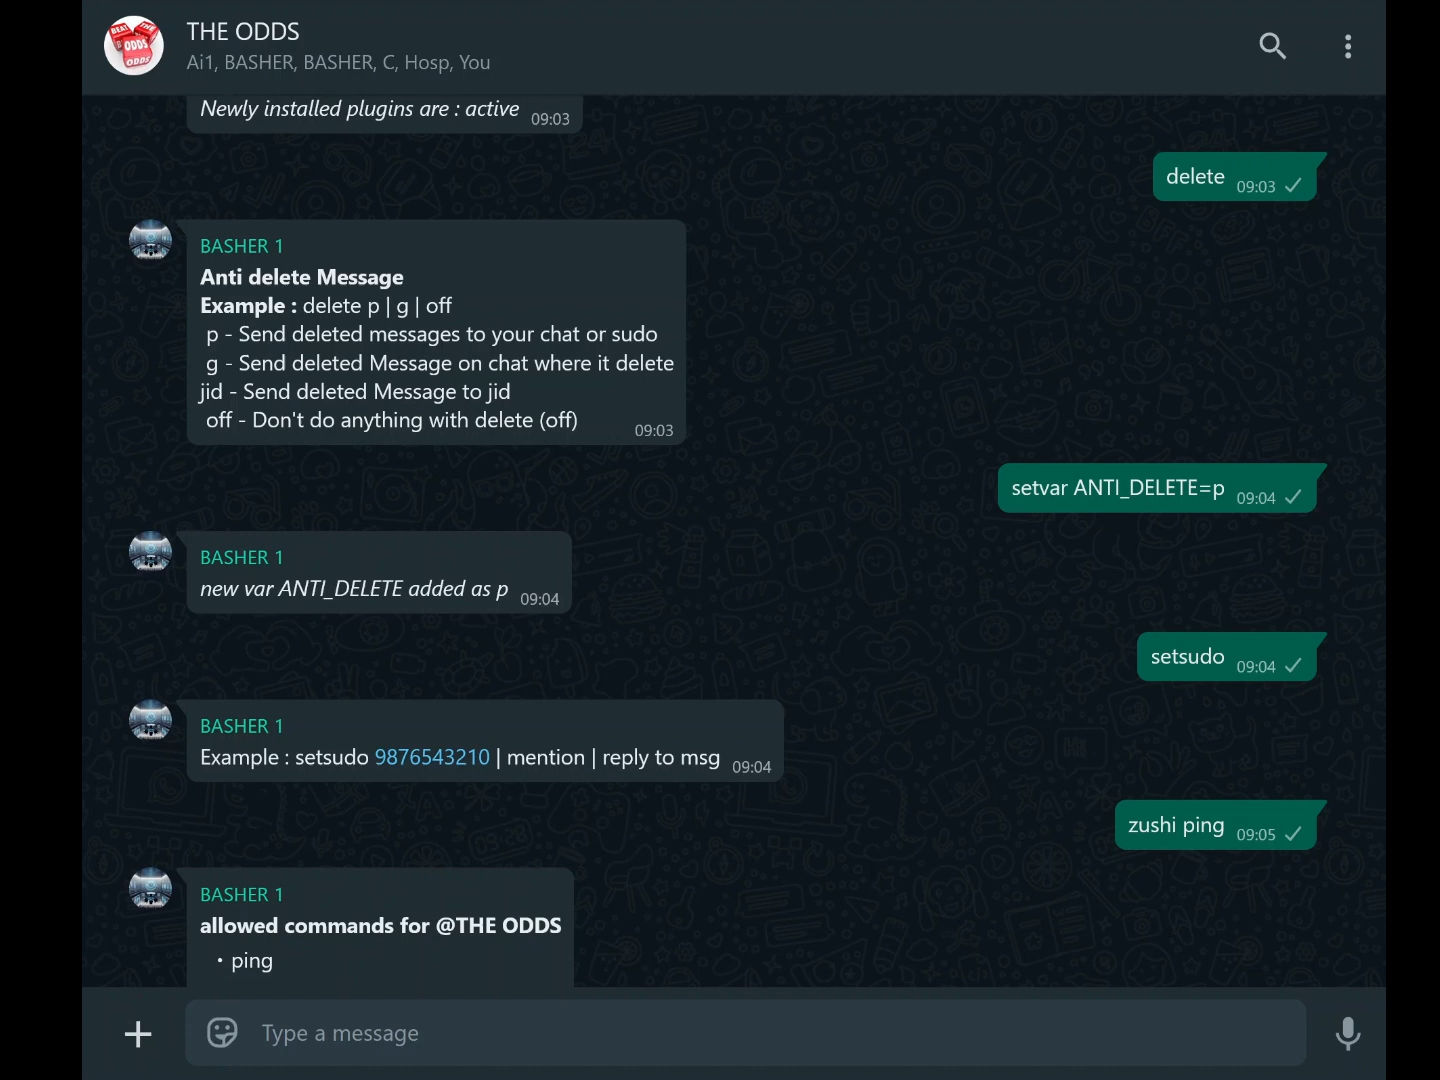 THE ODDS
Ai1, BASHER, BASHER, C, Hosp, You
Newly installed plugins are : active 09:03
delete 09:03
BASHER 1
Anti delete Message
Example : delete p | g | off
p - Send deleted messages to your chat or sudo
g - Send deleted Message on chat where it delete
jid - Send deleted Message to jid
off - Don't do anything with delete (off) 09:03
setvar ANTI_DELETE=p 09:04
BASHER 1
new var ANTI_DELETE added as p 09:04
setsudo 09:04
BASHER 1
Example : setsudo 9876543210 | mention | reply to msg 09:04
zushi ping 09:05
BASHER 1
allowed commands for @THE ODDS
• ping
Type a message